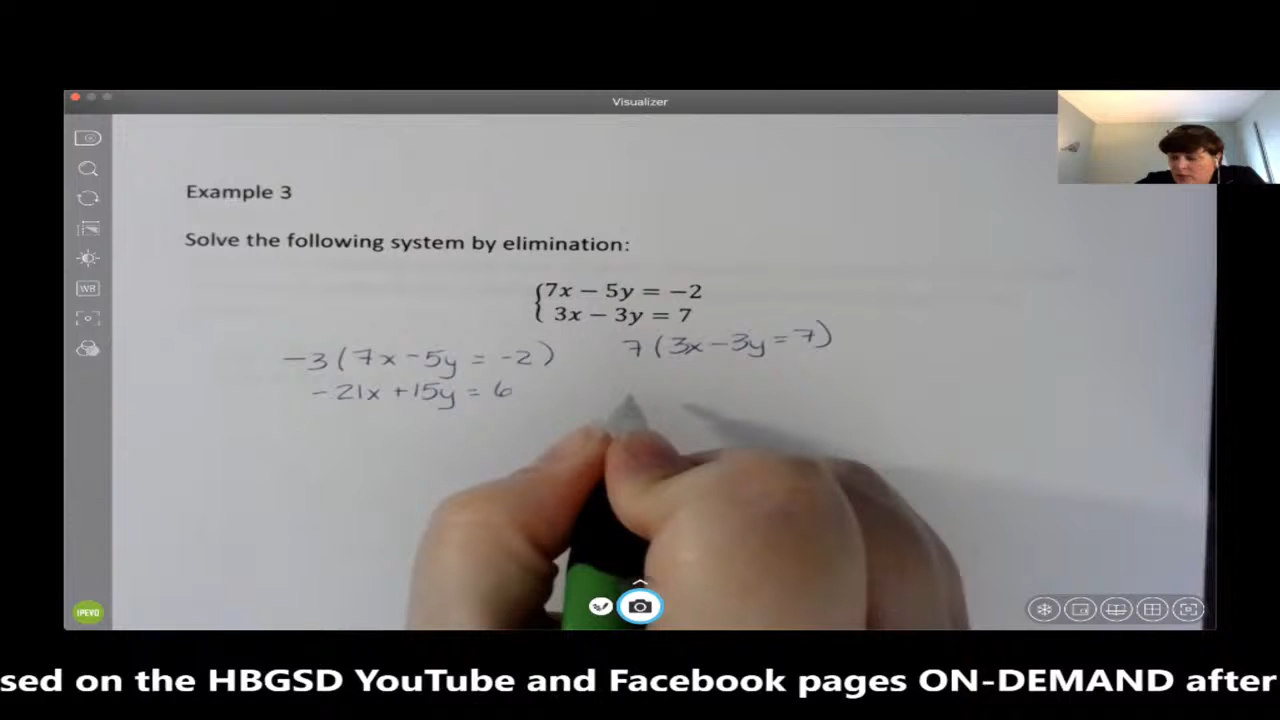 Visualizer
Example 3
Solve the following system by elimination:
{7x − 5y = −2
3x − 3y = 7
−3(7x −5y = -2)
7(3x −3y = 7)
−21x +15y = 6
WB
IPEVO
sed on the HBGSD YouTube and Facebook pages ON-DEMAND after